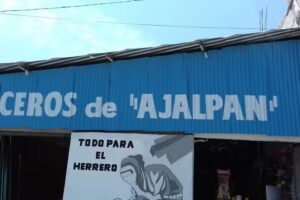 CEROS de "AJALPAN"
TODO PARA
EL
HERRERO